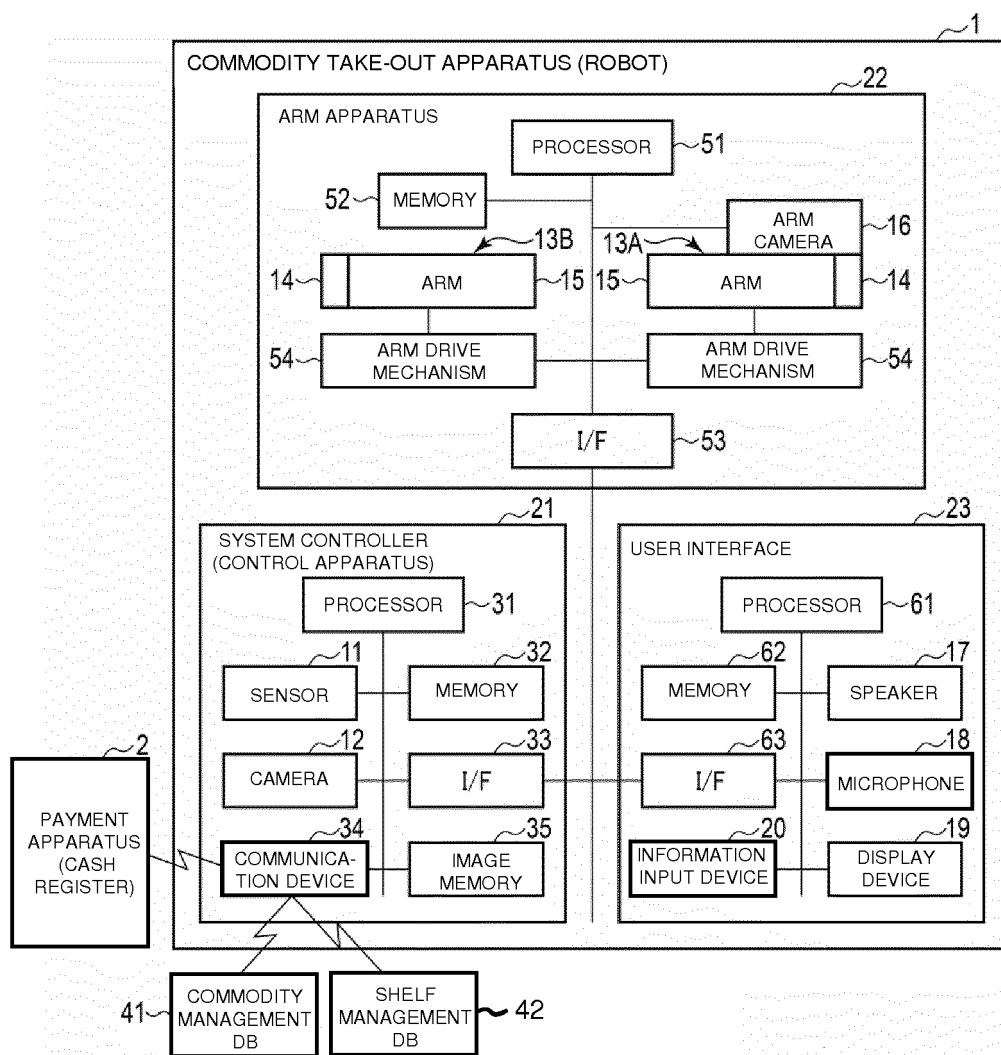 1
COMMODITY TAKE-OUT APPARATUS (ROBOT)
22
ARM APPARATUS
PROCESSOR
51
52
MEMORY
ARM
CAMERA
16
13B
13A
14
ARM
15
15
ARM
14
54
ARM DRIVE
MECHANISM
ARM DRIVE
MECHANISM
54
I/F
53
21
SYSTEM CONTROLLER
(CONTROL APPARATUS)
PROCESSOR
31
11
SENSOR
32
MEMORY
12
CAMERA
33
I/F
34
COMMUNICA-
TION DEVICE
35
IMAGE
MEMORY
23
USER INTERFACE
PROCESSOR
61
62
MEMORY
17
SPEAKER
63
I/F
18
MICROPHONE
20
INFORMATION
INPUT DEVICE
19
DISPLAY
DEVICE
2
PAYMENT
APPARATUS
(CASH
REGISTER)
41
COMMODITY
MANAGEMENT
DB
SHELF
MANAGEMENT
DB
42